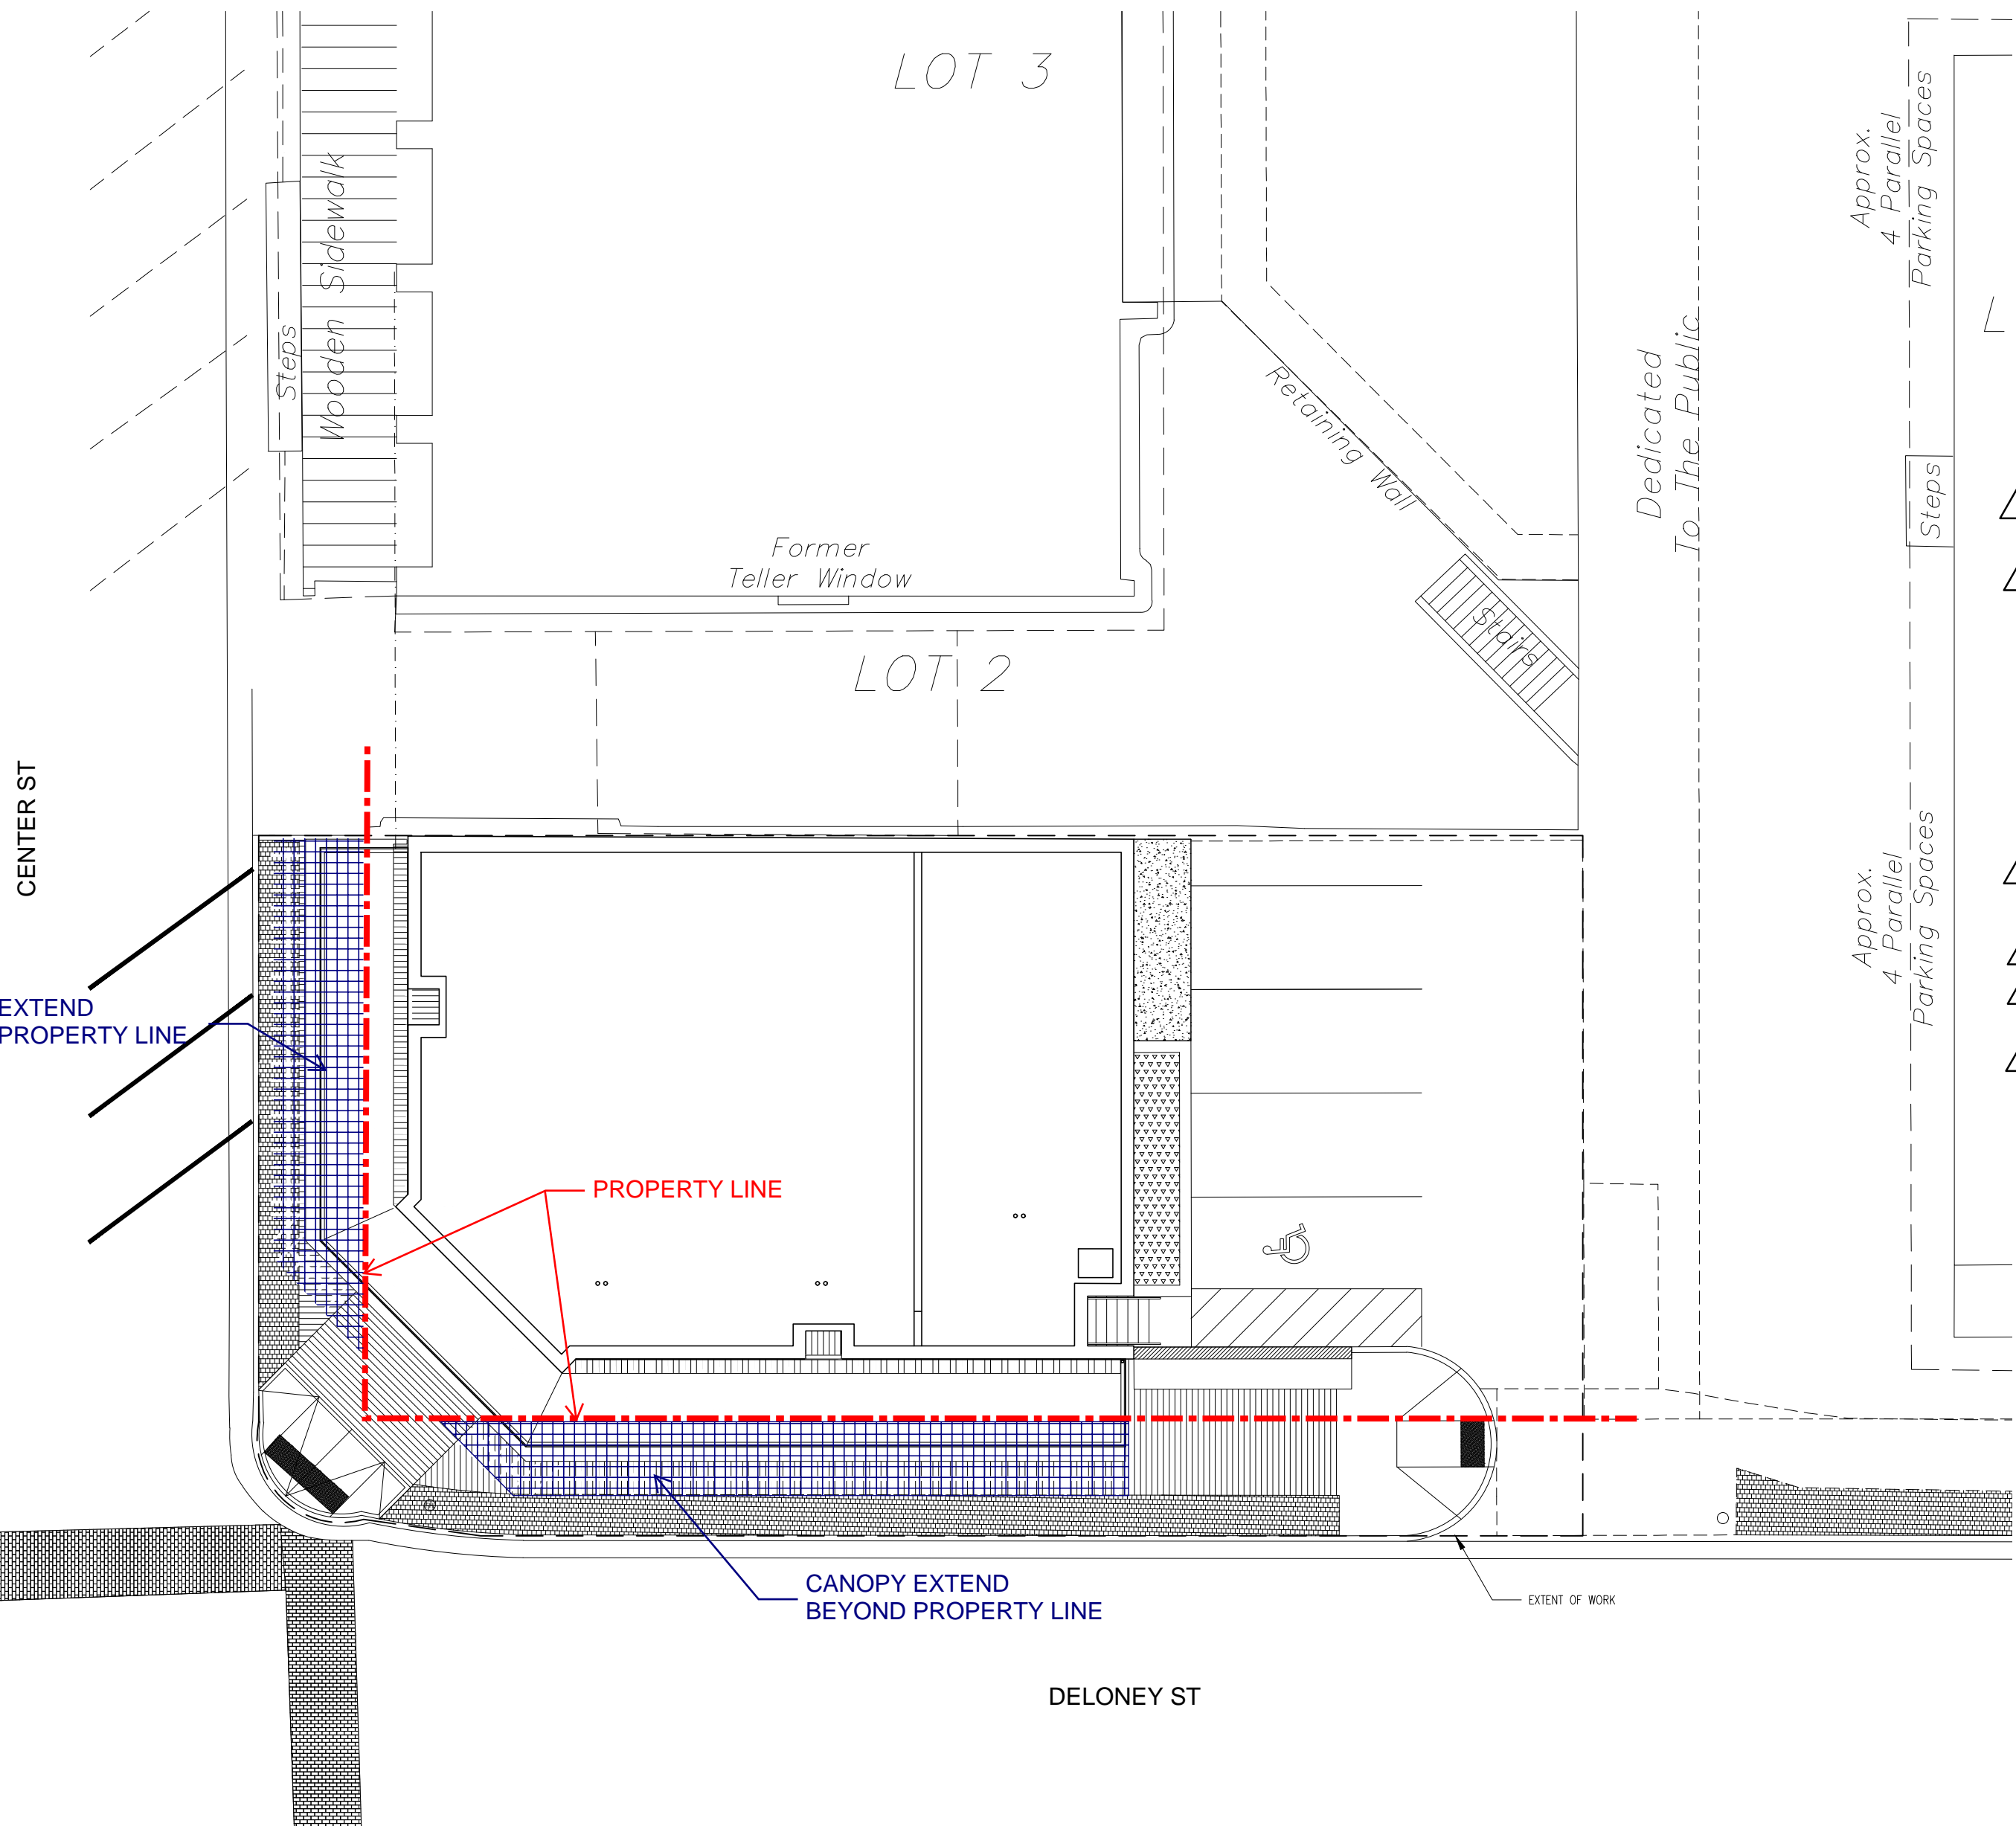 LOT 3
Approx.
4 Parallel
Parking Spaces
Wooden Sidewalk
Steps
L
Retaining Wall
Dedicated
To The Public
Steps
Former
Teller Window
Stairs
LOT 2
CENTER ST
Approx.
4 Parallel
Parking Spaces
EXTEND
PROPERTY LINE
PROPERTY LINE
CANOPY EXTEND
BEYOND PROPERTY LINE
EXTENT OF WORK
DELONEY ST